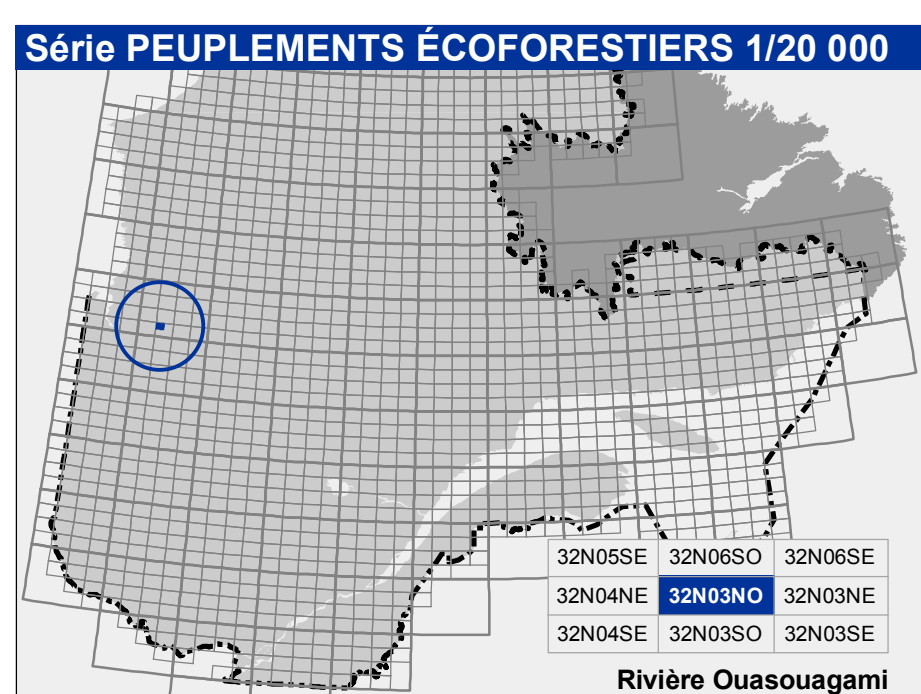 Série PEUPLEMENTS ÉCOFORESTIERS 1/20 000
32N05SE 32N06SO 32N06SE
32N04NE 32N03NO 32N03NE
32N04SE 32N03SO 32N03SE
Rivière Ouasouagami